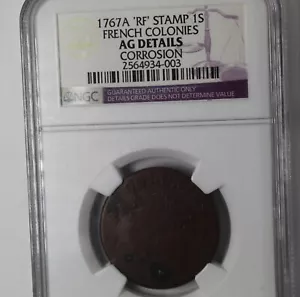 1767A 'RF' STAMP 1S
FRENCH COLONIES
AG DETAILS
CORROSION
2564934-003
NGC
GUARANTEED AUTHENTIC ONLY
DETAILS GRADE DOES NOT DETERMINE VALUE